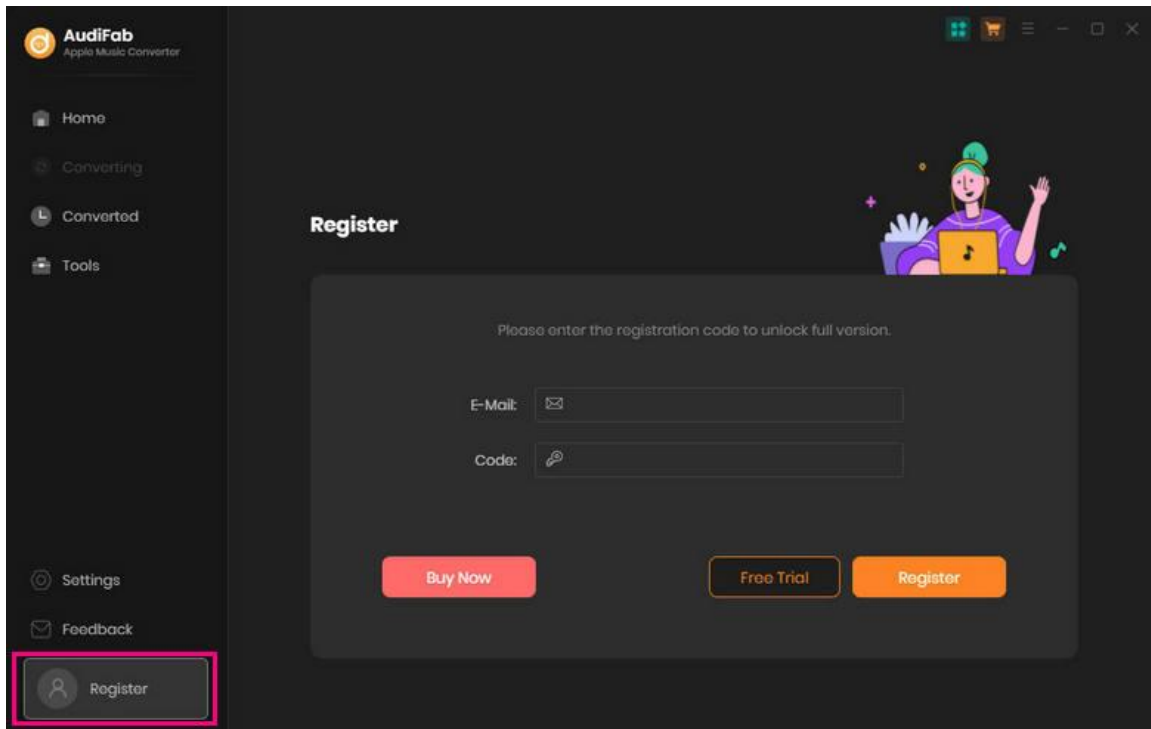 AudiFab
Apple Music Converter
Home
Converting
Converted
Tools
Register
Please enter the registration code to unlock full version.
E-Mail:
Code:
Buy Now
Free Trial
Register
Settings
Feedback
Register